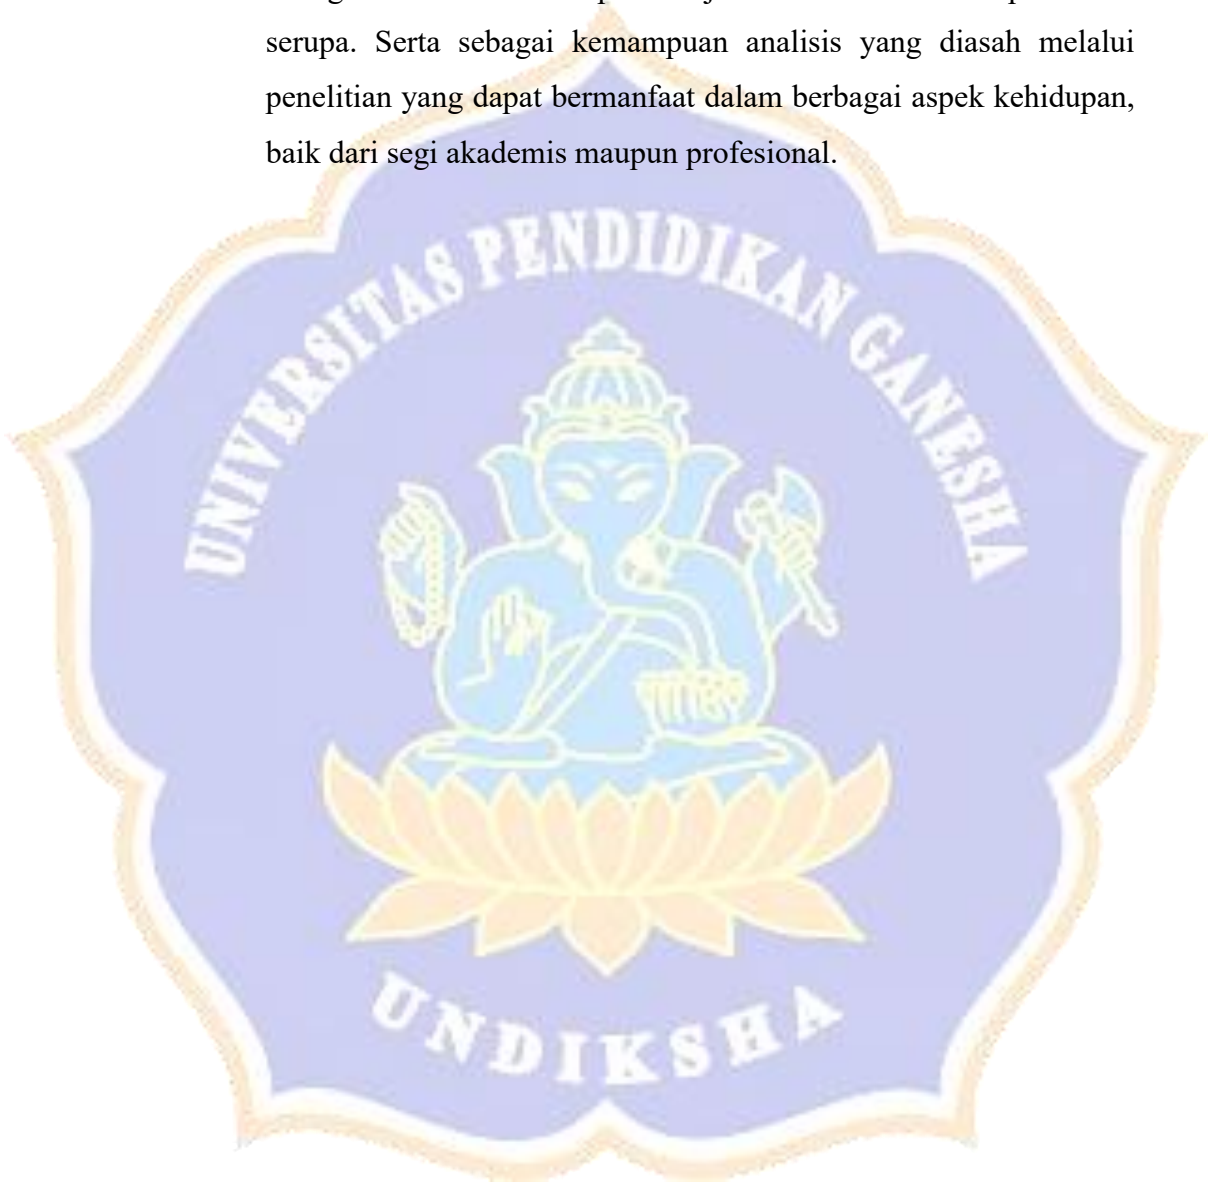 serupa. Serta sebagai kemampuan analisis yang diasah melalui
penelitian yang dapat bermanfaat dalam berbagai aspek kehidupan,
baik dari segi akademis maupun profesional.
UNIVERSITAS PENDIDIKAN GANESHA
UNDIKSHA